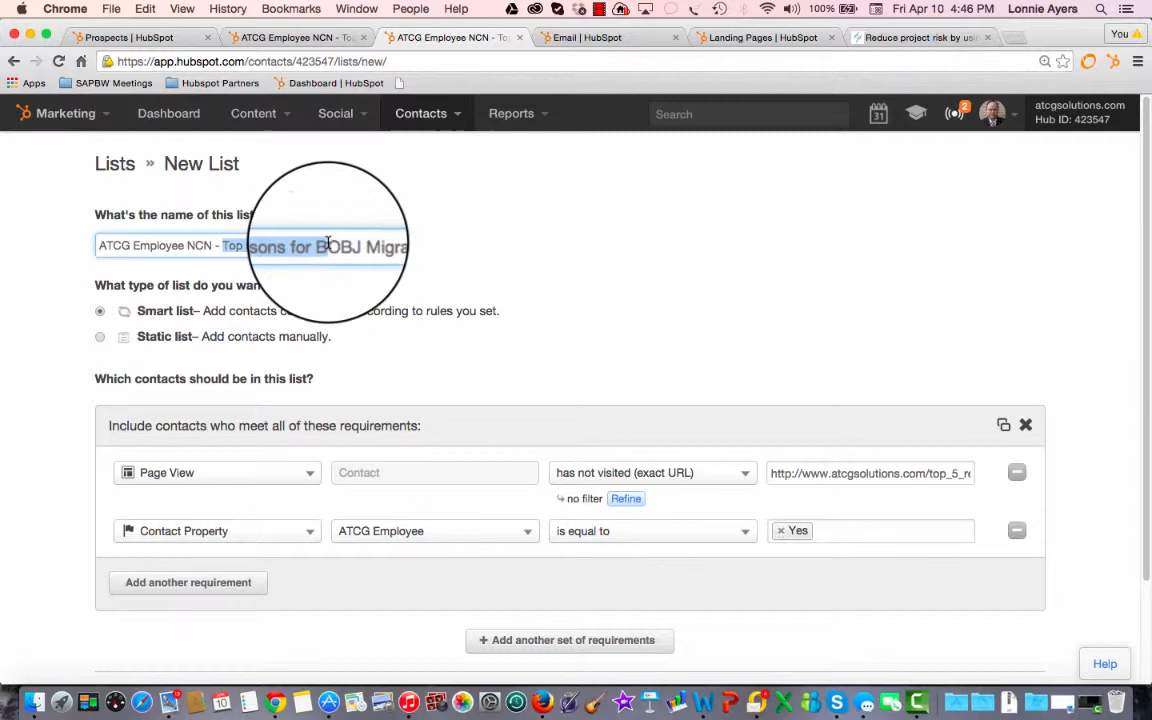 Chrome File Edit View History Bookmarks Window People Help 100% Fri Apr 10 4:46 PM Lonnie Ayers
Prospects | HubSpot × ATCG Employee NCN - To × ATCG Employee NCN - To × Email | HubSpot × Landing Pages | HubSpot × Reduce project risk by usin × You
https://app.hubspot.com/contacts/423547/lists/new/
Apps SAPBW Meetings Hubspot Partners Dashboard | HubSpot
Marketing Dashboard Content Social Contacts Reports Search 31 2 atcgsolutions.com
Hub ID: 423547
Lists » New List
What's the name of this list
ATCG Employee NCN - Top sons for BOBJ Migra
What type of list do you wan
Smart list– Add contacts c cording to rules you set.
Static list– Add contacts manually.
Which contacts should be in this list?
Include contacts who meet all of these requirements:
Page View Contact has not visited (exact URL) http://www.atcgsolutions.com/top_5_re
no filter Refine
Contact Property ATCG Employee is equal to × Yes
Add another requirement
+ Add another set of requirements
Help